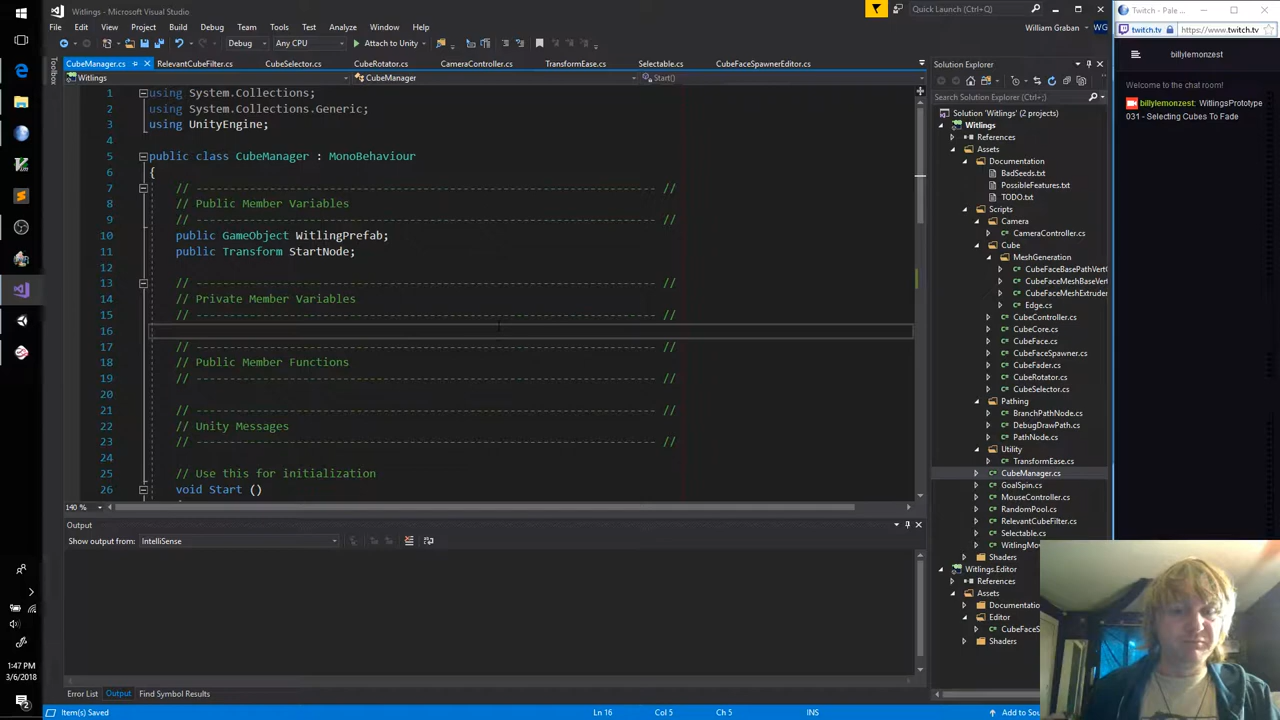 Witlings - Microsoft Visual Studio
Quick Launch (Ctrl+Q)
File Edit View Project Build Debug Team Tools Test Analyze Window
William Graban WG
Debug Any CPU Attach to Unity
CubeManager.cs RelevantCubeFilter.cs CubeSelector.cs CubeRotator.cs CameraController.cs TransformEase.cs Selectable.cs CubeFaceSpawnerEditor.cs
Witlings CubeManager Start()
Toolbox
1 using System.Collections;
2 using System.Collections.Generic;
3 using UnityEngine;
4
5 public class CubeManager : MonoBehaviour
6 {
7 // ---------------------------------------------------------------------- //
8 // Public Member Variables
9 // ---------------------------------------------------------------------- //
10 public GameObject WitlingPrefab;
11 public Transform StartNode;
12
13 // ---------------------------------------------------------------------- //
14 // Private Member Variables
15 // ---------------------------------------------------------------------- //
16
17 // ---------------------------------------------------------------------- //
18 // Public Member Functions
19 // ---------------------------------------------------------------------- //
20
21 // ---------------------------------------------------------------------- //
22 // Unity Messages
23 // ---------------------------------------------------------------------- //
24
25 // Use this for initialization
26 void Start ()
140 %
Output
Show output from: IntelliSense
Error List Output Find Symbol Results
Item(s) Saved Ln 16 Col 5 Ch 5 INS Add to Sou
Solution Explorer
Search Solution Explorer (Ctrl+;)
Solution 'Witlings' (2 projects)
Witlings
References
Assets
Documentation
BadSeeds.txt
PossibleFeatures.txt
TODO.txt
Scripts
Camera
CameraController.cs
Cube
MeshGeneration
CubeFaceBasePathVert
CubeFaceMeshBaseVert
CubeFaceMeshExtruder
Edge.cs
CubeController.cs
CubeCore.cs
CubeFace.cs
CubeFaceSpawner.cs
CubeFader.cs
CubeRotator.cs
CubeSelector.cs
Pathing
BranchPathNode.cs
DebugDrawPath.cs
PathNode.cs
Utility
TransformEase.cs
CubeManager.cs
GoalSpin.cs
MouseController.cs
RandomPool.cs
RelevantCubeFilter.cs
Selectable.cs
WitlingMov
Shaders
Witlings.Editor
References
Assets
Documentatio
Editor
CubeFaceS
Shaders
Twitch - Pale ...
twitch.tv https://www.twitch.tv
billylemonzest
Welcome to the chat room!
billylemonzest: WitlingsPrototype
031 - Selecting Cubes To Fade
1:47 PM
3/6/2018
2